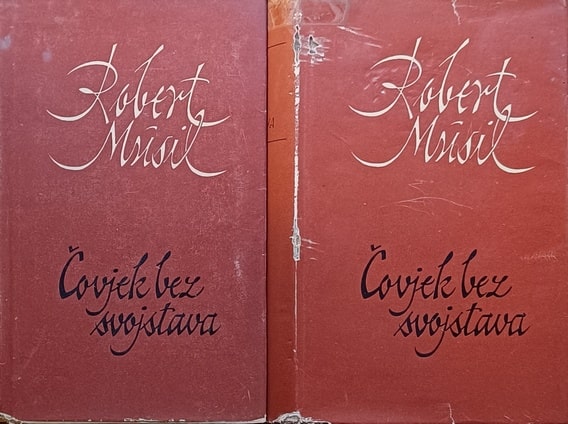 Robert
Musil
Čovjek bez
svojstava
Robert
Musil
Čovjek bez
svojstava